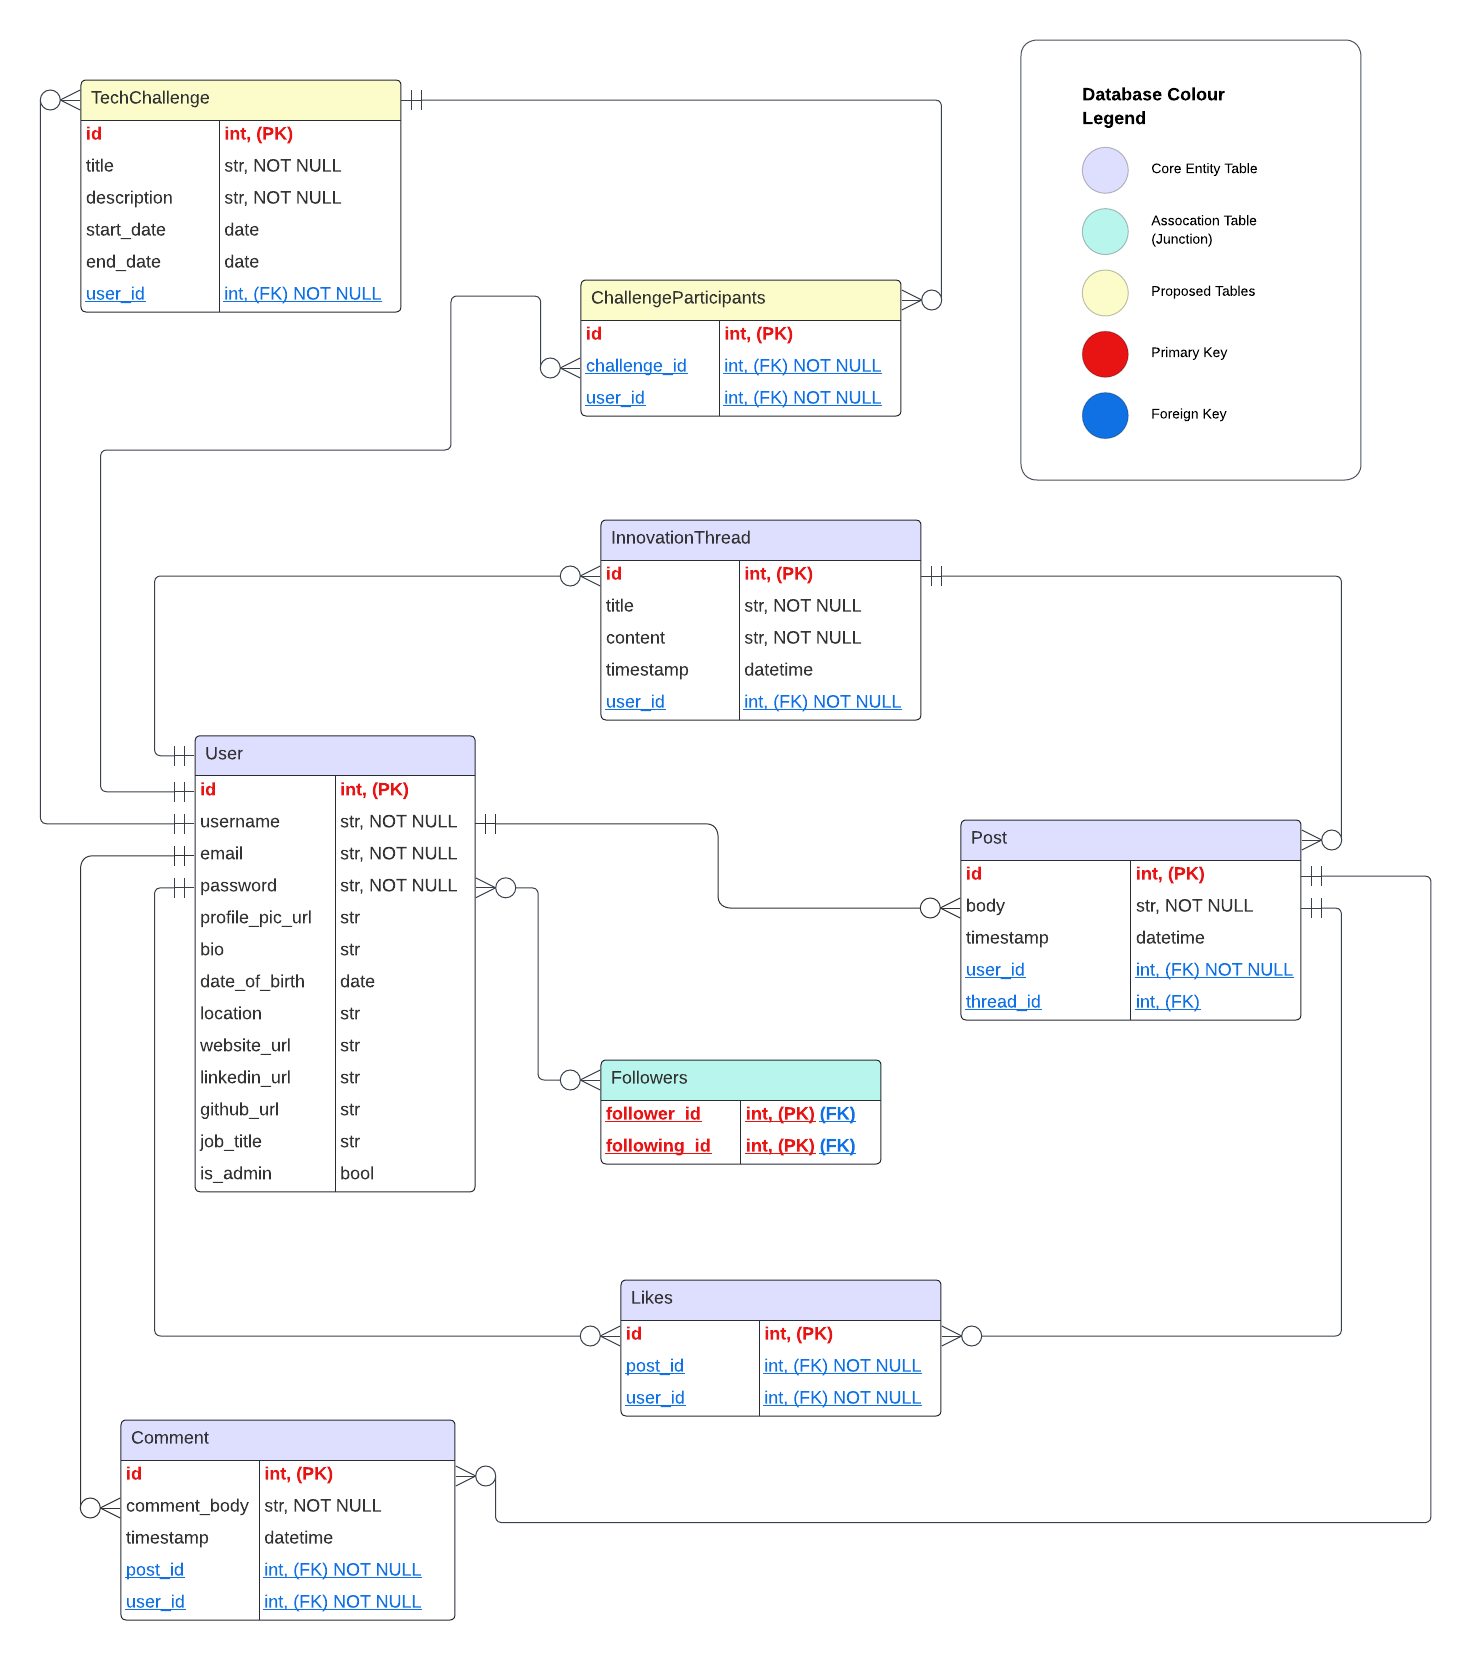 TechChallenge
id int, (PK)
title str, NOT NULL
description str, NOT NULL
start_date date
end_date date
user_id int, (FK) NOT NULL
Database Colour
Legend
Core Entity Table
Assocation Table
(Junction)
Proposed Tables
Primary Key
Foreign Key
ChallengeParticipants
id int, (PK)
challenge_id int, (FK) NOT NULL
user_id int, (FK) NOT NULL
InnovationThread
id int, (PK)
title str, NOT NULL
content str, NOT NULL
timestamp datetime
user_id int, (FK) NOT NULL
User
id int, (PK)
username str, NOT NULL
email str, NOT NULL
password str, NOT NULL
profile_pic_url str
bio str
date_of_birth date
location str
website_url str
linkedin_url str
github_url str
job_title str
is_admin bool
Post
id int, (PK)
body str, NOT NULL
timestamp datetime
user_id int, (FK) NOT NULL
thread_id int, (FK)
Followers
follower_id int, (PK) (FK)
following_id int, (PK) (FK)
Likes
id int, (PK)
post_id int, (FK) NOT NULL
user_id int, (FK) NOT NULL
Comment
id int, (PK)
comment_body str, NOT NULL
timestamp datetime
post_id int, (FK) NOT NULL
user_id int, (FK) NOT NULL